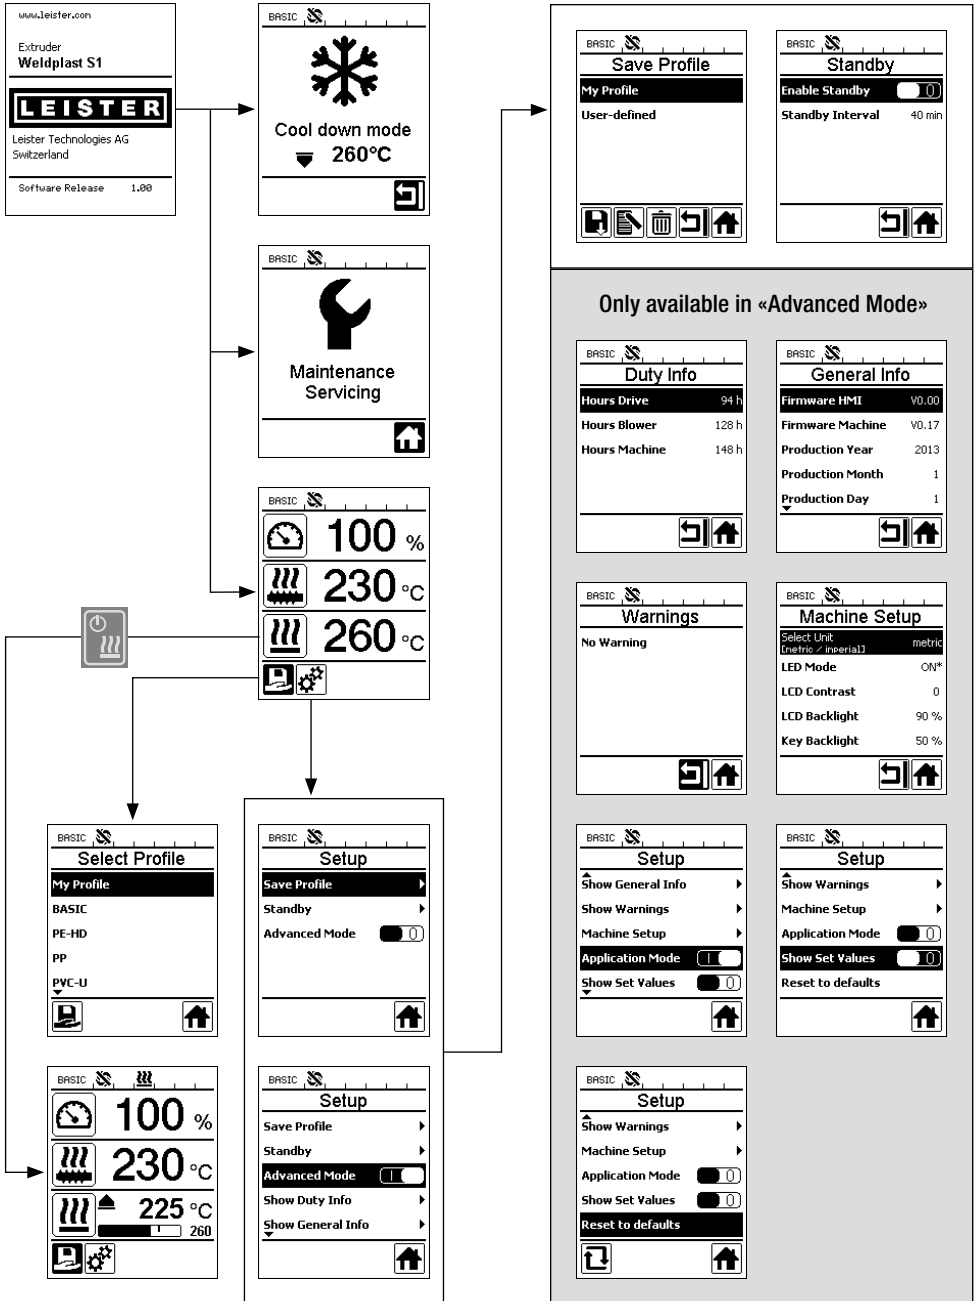 www.leister.com
Extruder
Weldplast S1
LEISTER
Leister Technologies AG
Switzerland
Software Release 1.00
BASIC
Cool down mode
260°C
BASIC
Maintenance
Servicing
BASIC
100 %
230 °C
260 °C
BASIC
Select Profile
My Profile
BASIC
PE-HD
PP
PVC-U
BASIC
100 %
230 °C
225 °C
260
BASIC
Setup
Save Profile
Standby
Advanced Mode 0
BASIC
Setup
Save Profile
Standby
Advanced Mode I
Show Duty Info
Show General Info
BASIC
Save Profile
My Profile
User-defined
BASIC
Standby
Enable Standby 0
Standby Interval 40 min
Only available in «Advanced Mode»
BASIC
Duty Info
Hours Drive 94 h
Hours Blower 128 h
Hours Machine 148 h
BASIC
General Info
Firmware HMI V0.00
Firmware Machine V0.17
Production Year 2013
Production Month 1
Production Day 1
BASIC
Warnings
No Warning
BASIC
Machine Setup
Select Unit metric
[metric / imperial]
LED Mode ON*
LCD Contrast 0
LCD Backlight 90 %
Key Backlight 50 %
BASIC
Setup
Show General Info
Show Warnings
Machine Setup
Application Mode I
Show Set Values 0
BASIC
Setup
Show Warnings
Machine Setup
Application Mode 0
Show Set Values 0
Reset to defaults
BASIC
Setup
Show Warnings
Machine Setup
Application Mode 0
Show Set Values 0
Reset to defaults